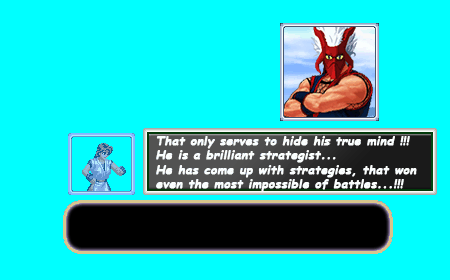 That only serves to hide his true mind !!!
He is a brilliant strategist...
He has come up with strategies, that won
even the most impossible of battles...!!!